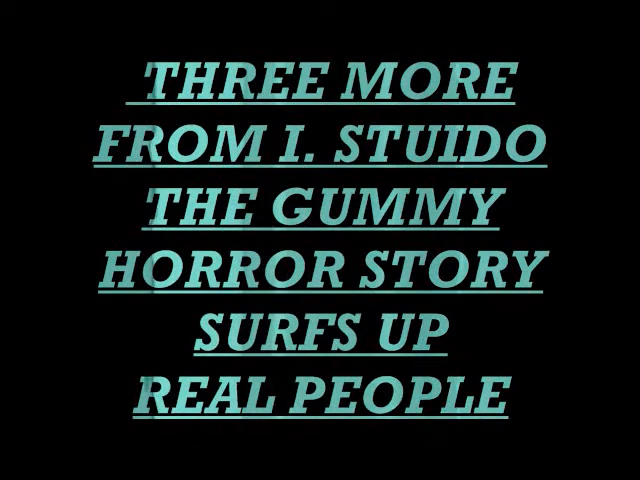 THREE MORE
FROM I. STUIDO
THE GUMMY
HORROR STORY
SURFS UP
REAL PEOPLE